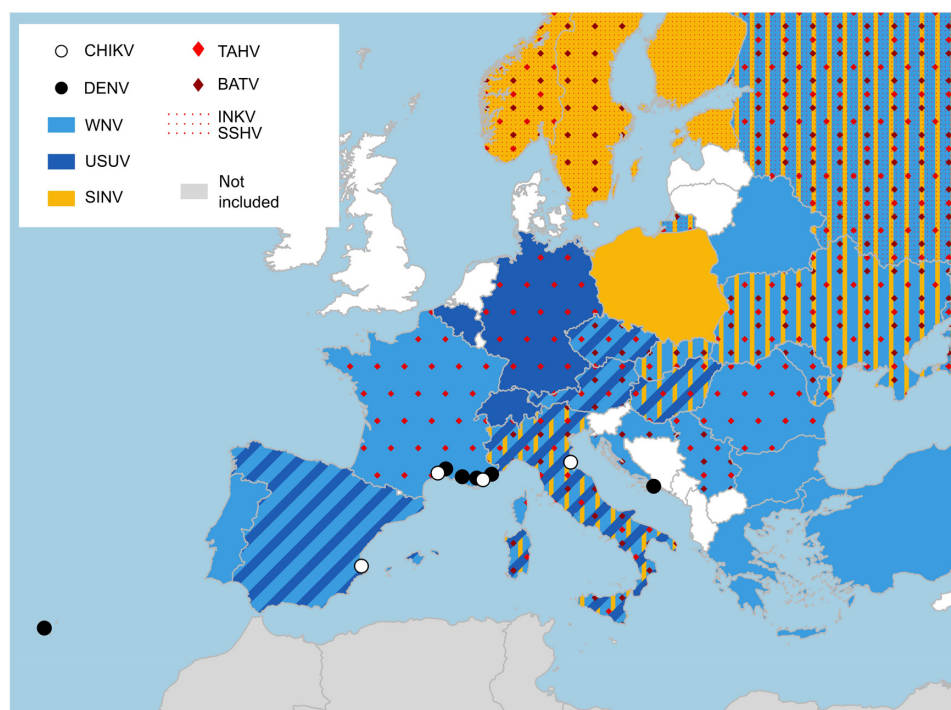 CHIKV
DENV
WNV
USUV
SINV
TAHV
BATV
INKV
SSHV
Not
included